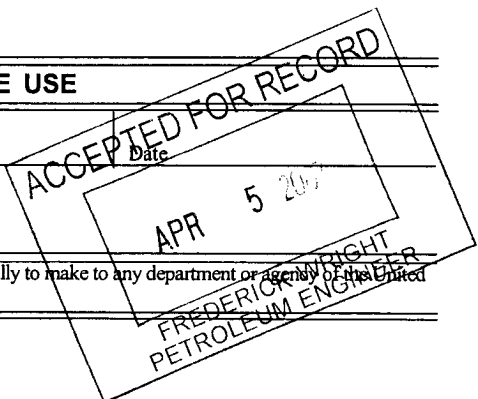 E USE
Date
ACCEPTED FOR RECORD
APR 5
lly to make to any department or agency of the United
FREDERICK WRIGHT
PETROLEUM ENGINEER